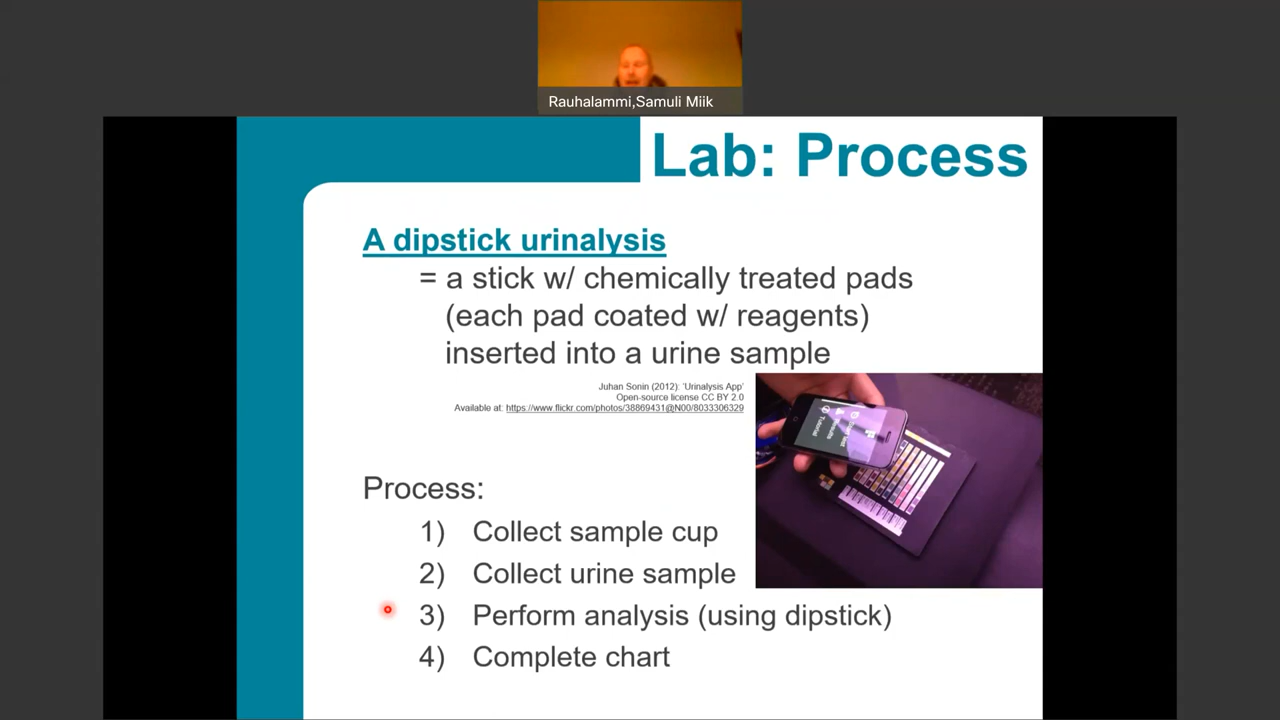 Rauhalammi,Samuli Miik
Lab: Process
A dipstick urinalysis
= a stick w/ chemically treated pads
(each pad coated w/ reagents)
inserted into a urine sample
Juhan Sonin (2012): 'Urinalysis App'
Open-source license CC BY 2.0
Available at: https://www.flickr.com/photos/38869431@N00/8033306329
Process:
1) Collect sample cup
2) Collect urine sample
3) Perform analysis (using dipstick)
4) Complete chart